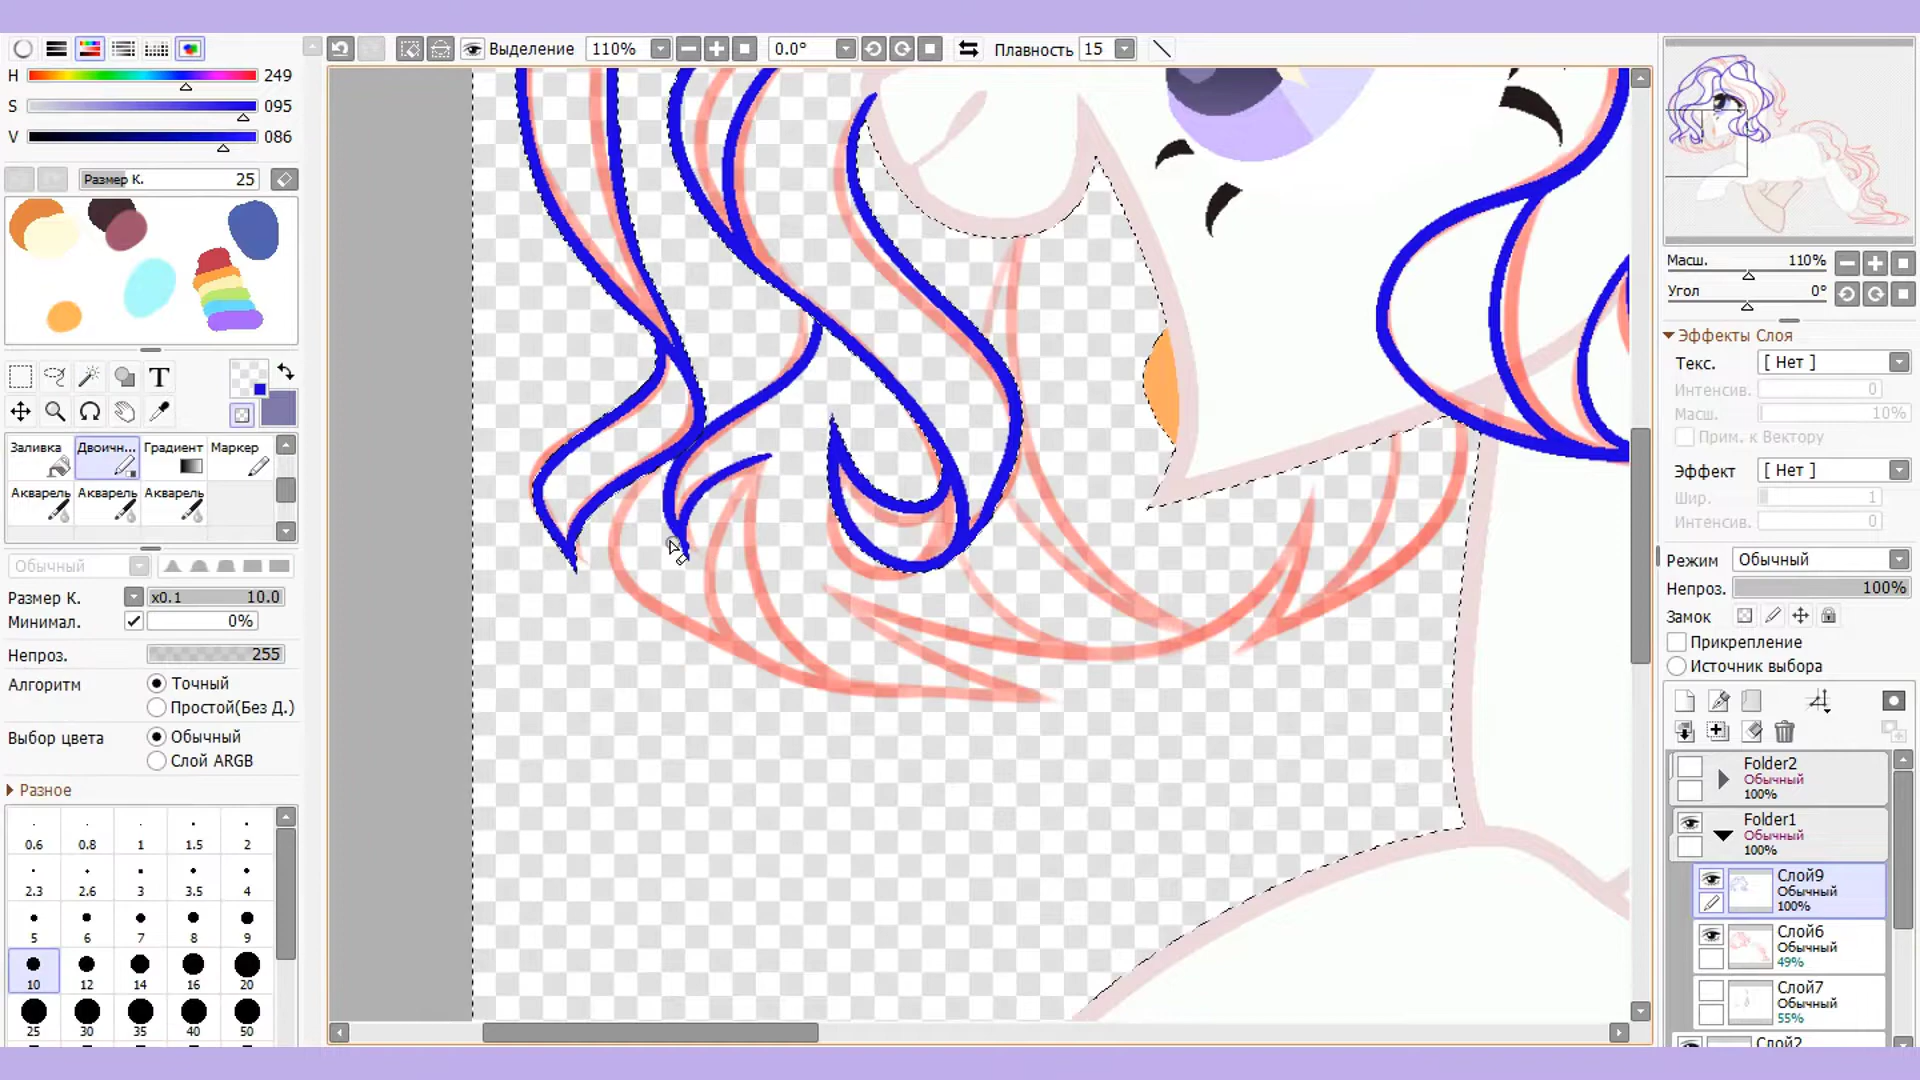 Выделение 110% 0.0° Плавность 15
H 249
S 095
V 086
Размер К. 25
T
Заливка Двоичн... Градиент Маркер
Акварель Акварель Акварель
Обычный
Размер К. x0.1 10.0
Минимал. 0%
Непроз. 255
Алгоритм Точный
Простой(Без Д.)
Выбор цвета Обычный
Слой ARGB
Разное
0.6 0.8 1 1.5 2
2.3 2.6 3 3.5 4
5 6 7 8 9
10 12 14 16 20
25 30 35 40 50
Масш. 110%
Угол 0°
Эффекты Слоя
Текс. [ Нет ]
Интенсив. 0
Масш. 10%
Прим. к Вектору
Эффект [ Нет ]
Шир. 1
Интенсив. 0
Режим Обычный
Непроз. 100%
Замок
Прикрепление
Источник выбора
Folder2
Обычный
100%
Folder1
Обычный
100%
Слой9
Обычный
100%
Слой6
Обычный
49%
Слой7
Обычный
55%
Слой2